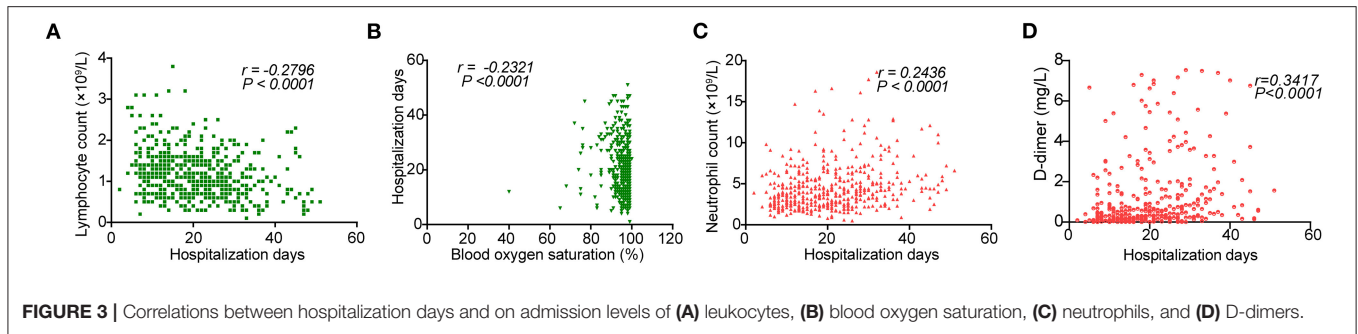 A
Lymphocyte count (×10⁹/L)
4
3
2
1
0
r = -0.2796
P < 0.0001
0 20 40 60
Hospitalization days
B
Hospitalization days
60
40
20
0
r = -0.2321
P <0.0001
0 20 40 60 80 100 120
Blood oxygen saturation (%)
C
Neutrophil count (×10⁹/L)
20
15
10
5
0
r = 0.2436
P < 0.0001
0 20 40 60
Hospitalization days
D
D-dimer (mg/L)
8
6
4
2
0
r=0.3417
P<0.0001
0 20 40 60
Hospitalization days
FIGURE 3 | Correlations between hospitalization days and on admission levels of (A) leukocytes, (B) blood oxygen saturation, (C) neutrophils, and (D) D-dimers.